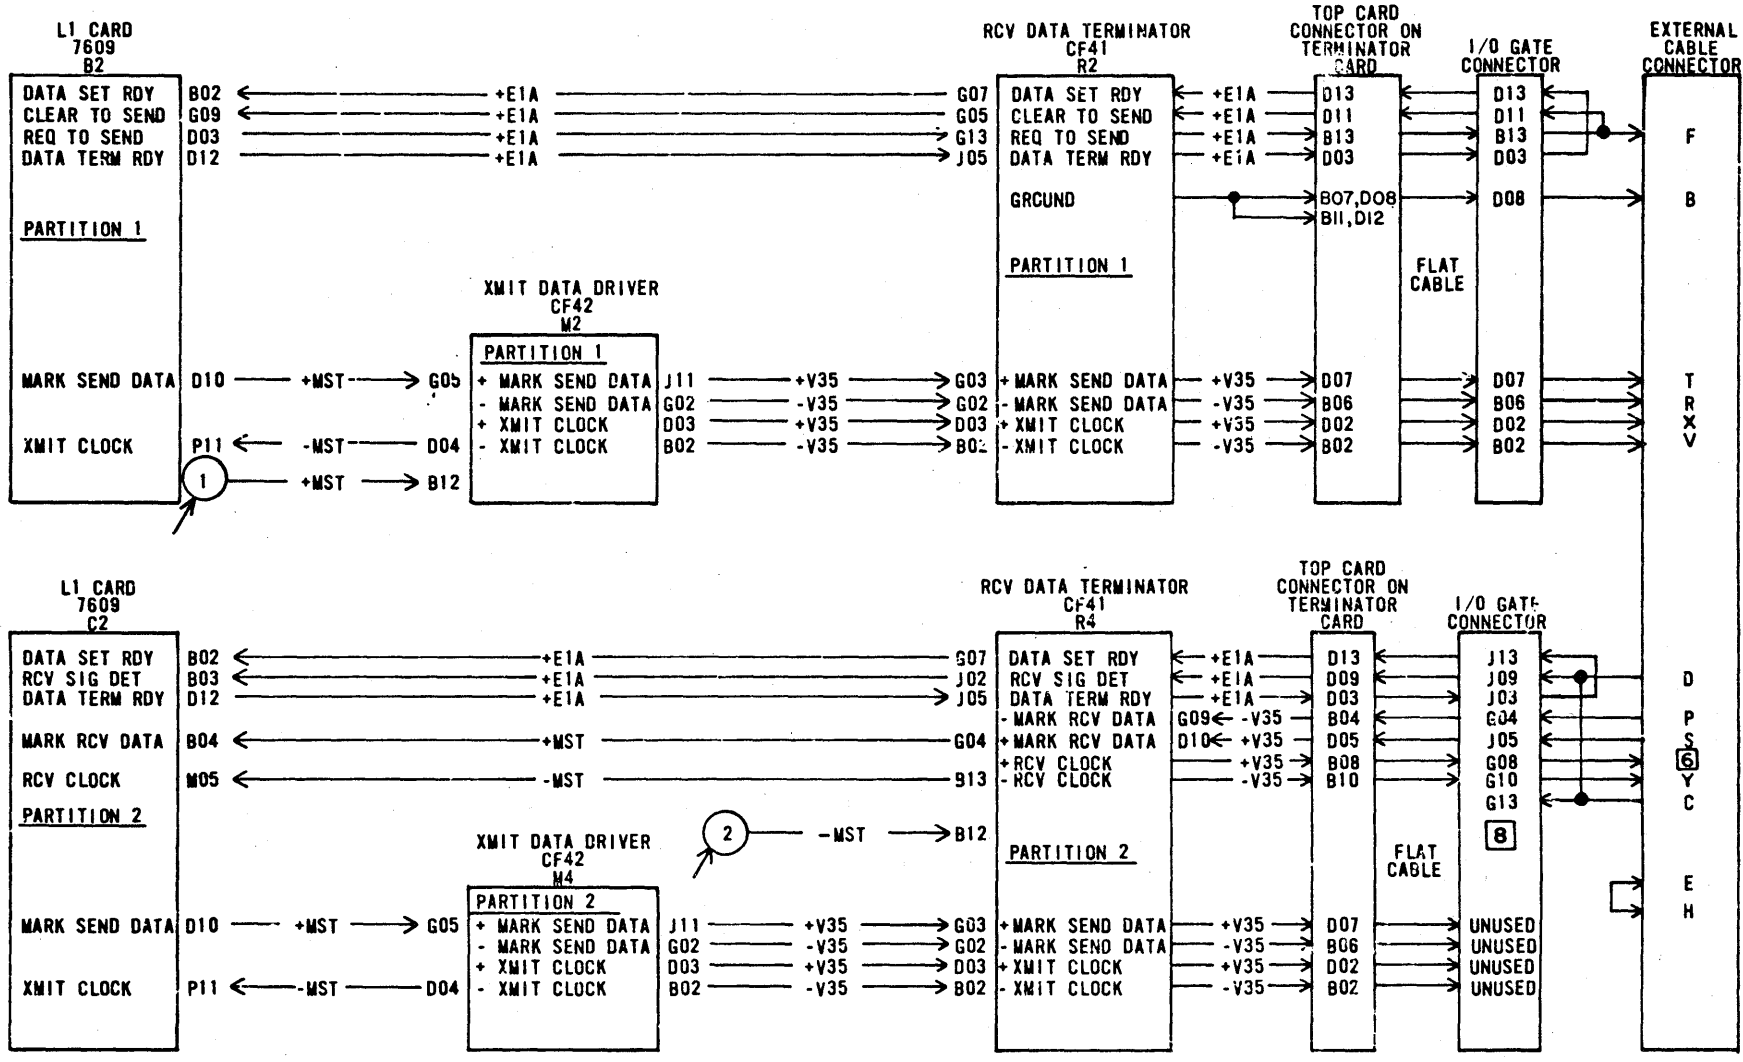 L1 CARD
7609
B2
RCV DATA TERMINATOR
CF41
R2
TOP CARD
CONNECTOR ON
TERMINATOR
CARD
I/O GATE
CONNECTOR
EXTERNAL
CABLE
CONNECTOR
DATA SET RDY B02 +E1A G07 DATA SET RDY +E1A D13 D13
CLEAR TO SEND G09 +E1A G05 CLEAR TO SEND +E1A D11 D11
REQ TO SEND D03 +E1A G13 REQ TO SEND +E1A B13 B13 F
DATA TERM RDY D12 +E1A J05 DATA TERM RDY +E1A D03 D03
GRCUND B07,D08 D08 B
B11,D12
PARTITION 1
PARTITION 1
FLAT
CABLE
XMIT DATA DRIVER
CF42
M2
PARTITION 1
MARK SEND DATA D10 +MST G05 + MARK SEND DATA J11 +V35 G03 + MARK SEND DATA +V35 D07 D07 T
- MARK SEND DATA G02 -V35 G02 - MARK SEND DATA -V35 B06 B06 R
+ XMIT CLOCK D03 +V35 D03 + XMIT CLOCK +V35 D02 D02 X
XMIT CLOCK P11 -MST D04 - XMIT CLOCK B02 -V35 B02 - XMIT CLOCK -V35 B02 B02 V
1 +MST B12
L1 CARD
7609
C2
RCV DATA TERMINATOR
CF41
R4
TOP CARD
CONNECTOR ON
TERMINATOR
CARD
I/O GATE
CONNECTOR
DATA SET RDY B02 +E1A G07 DATA SET RDY +E1A D13 J13
RCV SIG DET B03 +E1A J02 RCV SIG DET +E1A D09 J09 D
DATA TERM RDY D12 +E1A J05 DATA TERM RDY +E1A D03 J03
- MARK RCV DATA G09 -V35 B04 G04 P
MARK RCV DATA B04 +MST G04 + MARK RCV DATA D10 +V35 D05 J05 S
+ RCV CLOCK +V35 B08 G08 6
RCV CLOCK M05 -MST B13 - RCV CLOCK -V35 B10 G10 Y
G13 C
PARTITION 2
2 -MST B12
8
PARTITION 2
FLAT
CABLE
XMIT DATA DRIVER
CF42
M4
E
PARTITION 2
H
MARK SEND DATA D10 +MST G05 + MARK SEND DATA J11 +V35 G03 + MARK SEND DATA +V35 D07 UNUSED
- MARK SEND DATA G02 -V35 G02 - MARK SEND DATA -V35 B06 UNUSED
+ XMIT CLOCK D03 +V35 D03 + XMIT CLOCK +V35 D02 UNUSED
XMIT CLOCK P11 -MST D04 - XMIT CLOCK B02 -V35 B02 - XMIT CLOCK -V35 B02 UNUSED